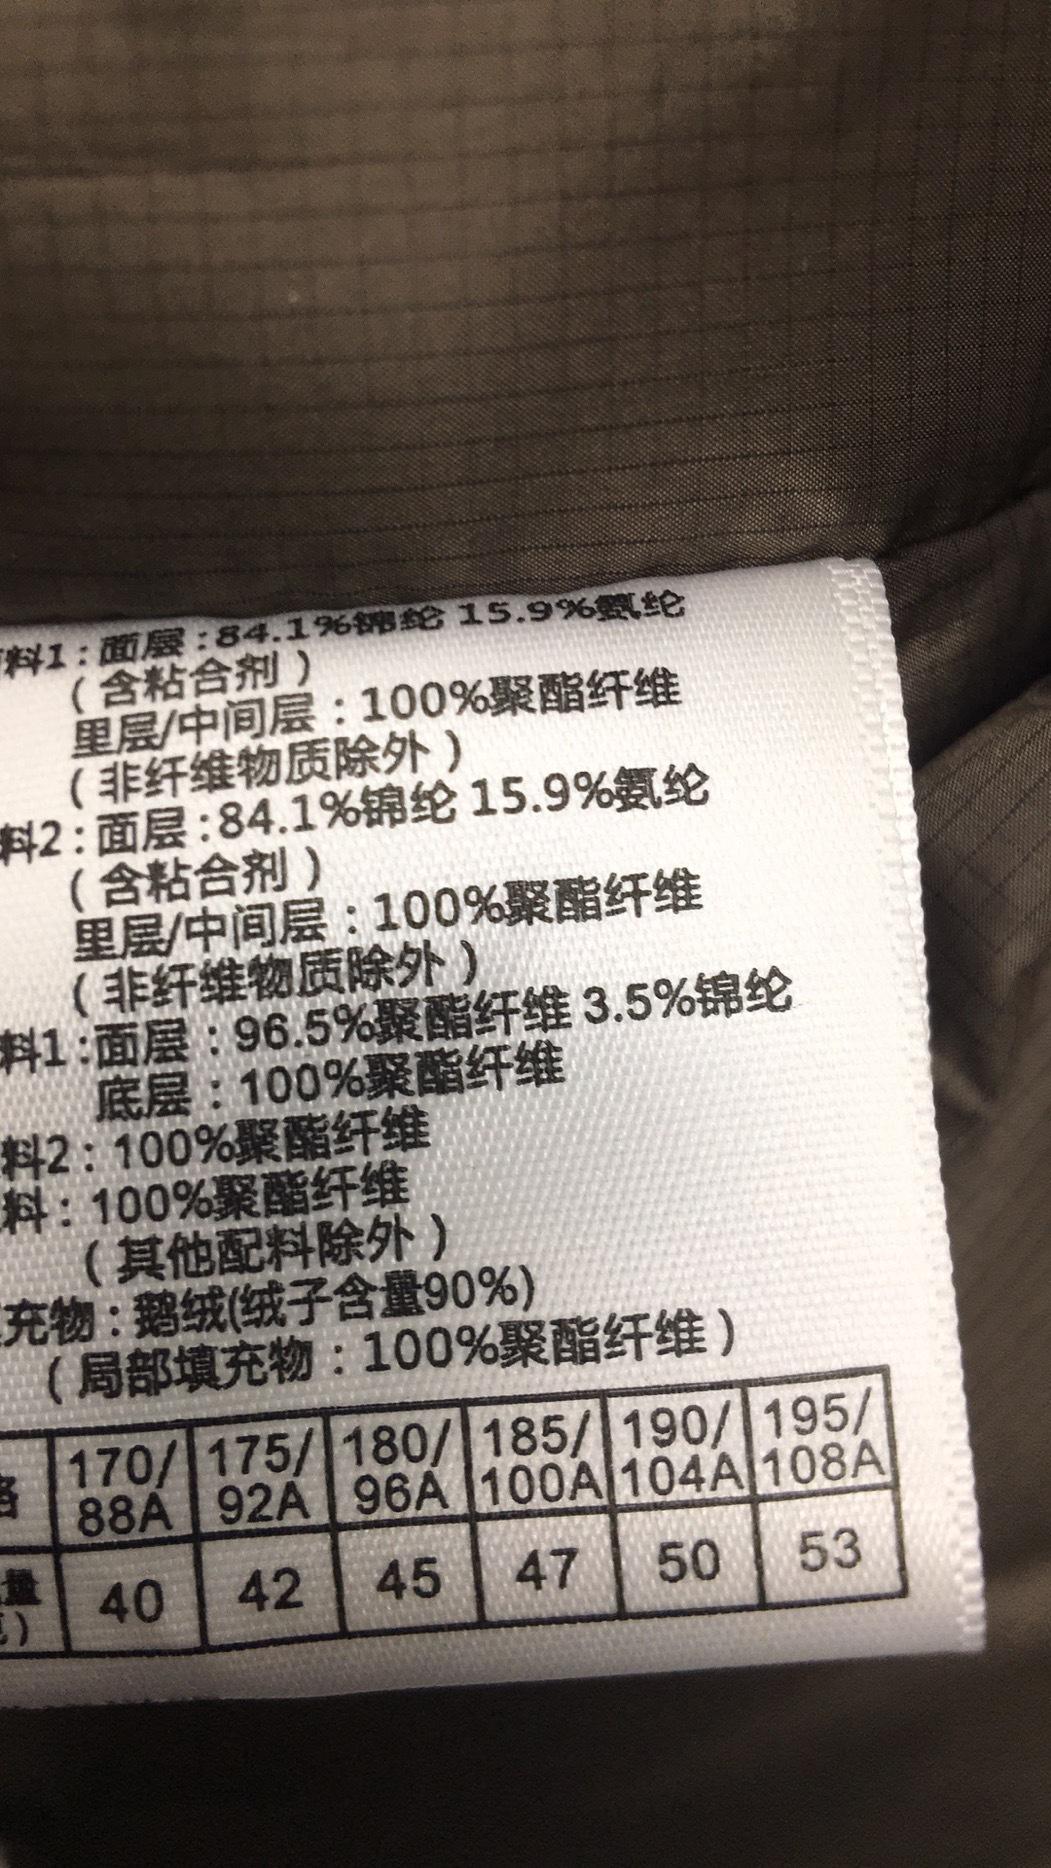 料1:面层:84.1%锦纶 15.9%氨纶
(含粘合剂)
里层/中间层:100%聚酯纤维
(非纤维物质除外)
料2:面层:84.1%锦纶 15.9%氨纶
(含粘合剂)
里层/中间层:100%聚酯纤维
(非纤维物质除外)
料1:面层:96.5%聚酯纤维 3.5%锦纶
底层:100%聚酯纤维
料2:100%聚酯纤维
料:100%聚酯纤维
(其他配料除外)
充物:鹅绒(绒子含量90%)
(局部填充物:100%聚酯纤维)
170/ 175/ 180/ 185/ 190/ 195/
88A 92A 96A 100A 104A 108A
量 40 42 45 47 50 53